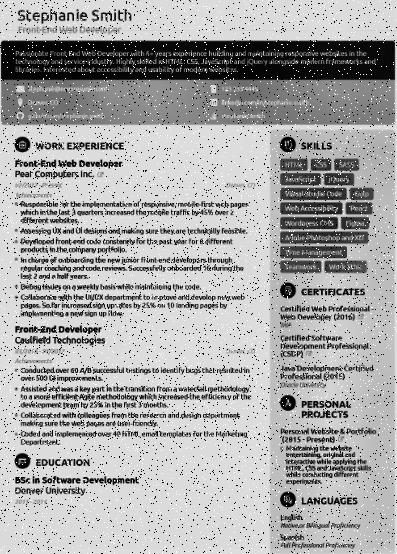 Stephanie Smith
Front-End Web Developer
Passionate Front End Web Developer with 4+ years experience building and maintaining responsive websites in the
technology and service industry. Highly skilled in HTML, CSS, JavaScript and jQuery alongside modern frameworks and
libraries. Interested about accessibility and usability of modern websites.
WORK EXPERIENCE
Front-End Web Developer
Pear Computers Inc.
Responsible for the implementation of responsive, mobile-first web pages
which in the last 3 quarters increased the mobile traffic by 45% over 2
different websites.
Assessing UX and UI designs and making sure they are technically feasible.
Developed front-end code constantly for the past year for 8 different
products in the company portfolio.
In charge of onboarding the new junior front-end developers through
regular coaching and code reviews. Successfully onboarded 9 during the
last 2 and a half years.
Debug issues on a weekly basis while maintaining the code.
Collaborate with the UI/UX department to improve and develop new web
pages. So far increased sign up rates by 25% on 10 landing pages by
implementing a new sign up flow.
Front-End Developer
Caulfield Technologies
Achievements
Conducted over 60 A/B successful testings to identify bugs that resulted in
over 500 UI improvements.
Assisted and was a key part in the transition from a waterfall methodology
to a more efficient Agile methodology which increased the efficiency of the
development team by 25% in the first 3 months.
Collaborated with colleagues from the research and design department,
making sure the web pages are user-friendly.
Coded and implemented over 40 HTML email templates for the Marketing
Department.
EDUCATION
BSc in Software Development
Denver University
SKILLS
HTML CSS SASS
JavaScript jQuery
Visual Studio Code
Web Accessibility
Wordpress CMS
Adobe Photoshop and XD
Time Management
Teamwork
CERTIFICATES
Certified Web Professional -
Web Developer (2016)
Certified Software
Development Professional
(CSDP)
Java Development Certified
Professional (2015)
Oracle University
PERSONAL
PROJECTS
Personal Website & Portfolio
(2015 - Present)
Maintaining the website
entertaining, original and
interactive while applying the
HTML, CSS and JavaScript skills
while conducting different
experiments.
LANGUAGES
English
Native or Bilingual Proficiency
Spanish
Full Professional Proficiency